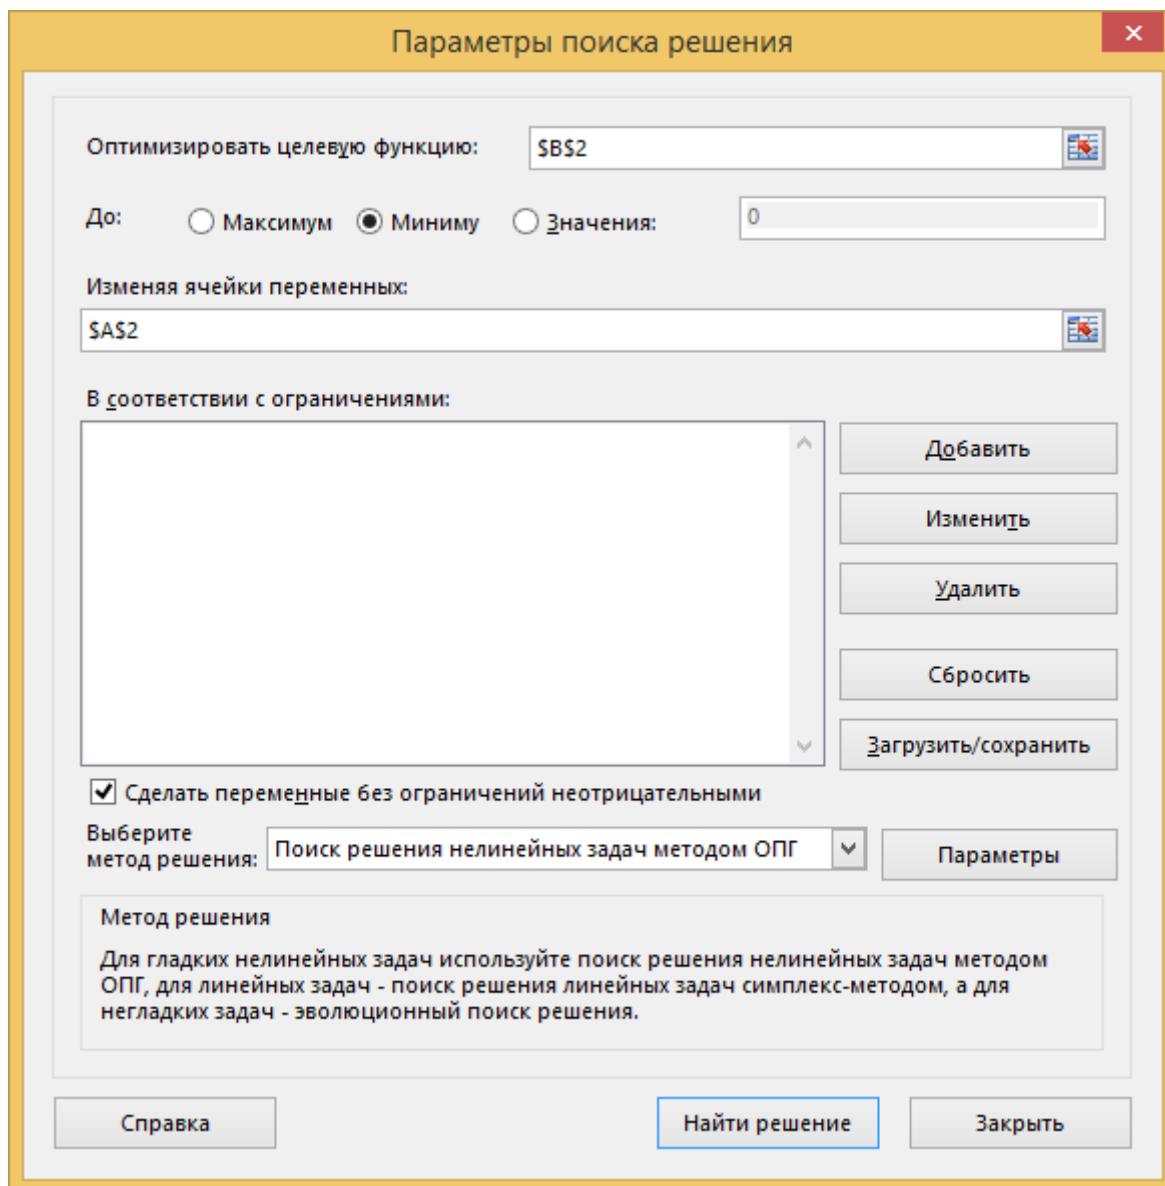 Параметры поиска решения
Оптимизировать целевую функцию: $B$2
До: Максимум Миниму Значения: 0
Изменяя ячейки переменных:
$A$2
В соответствии с ограничениями:
Добавить
Изменить
Удалить
Сбросить
Загрузить/сохранить
Сделать переменные без ограничений неотрицательными
Выберите
метод решения: Поиск решения нелинейных задач методом ОПГ Параметры
Метод решения
Для гладких нелинейных задач используйте поиск решения нелинейных задач методом
ОПГ, для линейных задач - поиск решения линейных задач симплекс-методом, а для
негладких задач - эволюционный поиск решения.
Справка Найти решение Закрыть